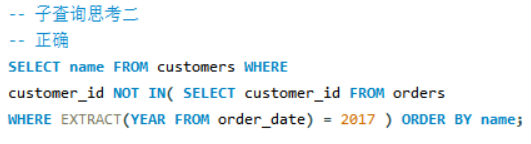 -- 子查询思考二
-- 正确
SELECT name FROM customers WHERE
customer_id NOT IN( SELECT customer_id FROM orders
WHERE EXTRACT(YEAR FROM order_date) = 2017 ) ORDER BY name;